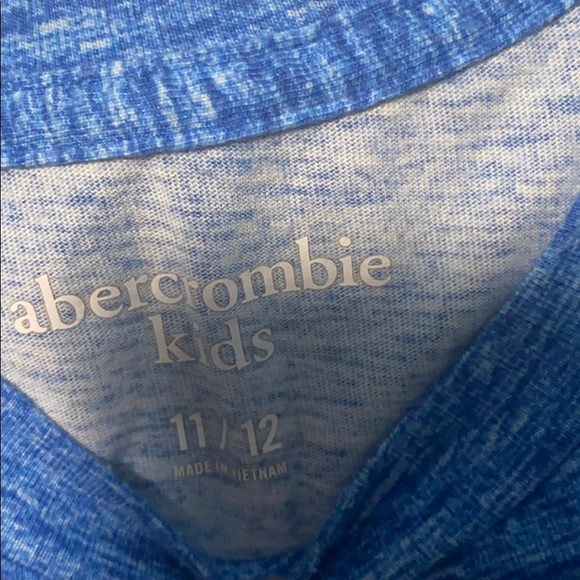 abercrombie
kids
11 / 12
MADE IN VIETNAM